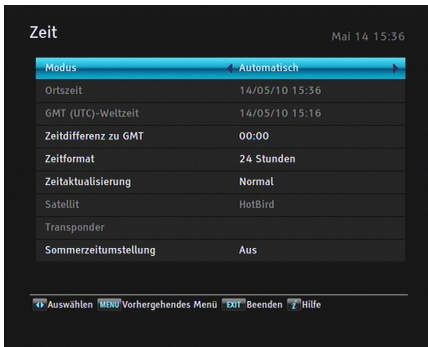 Zeit
Mai 14 15:36
Modus Automatisch
Ortszeit 14/05/10 15:36
GMT (UTC)-Weltzeit 14/05/10 15:16
Zeitdifferenz zu GMT 00:00
Zeitformat 24 Stunden
Zeitaktualisierung Normal
Satellit HotBird
Transponder
Sommerzeitumstellung Aus
Auswählen MENU Vorhergehendes Menü EXIT Beenden i Hilfe